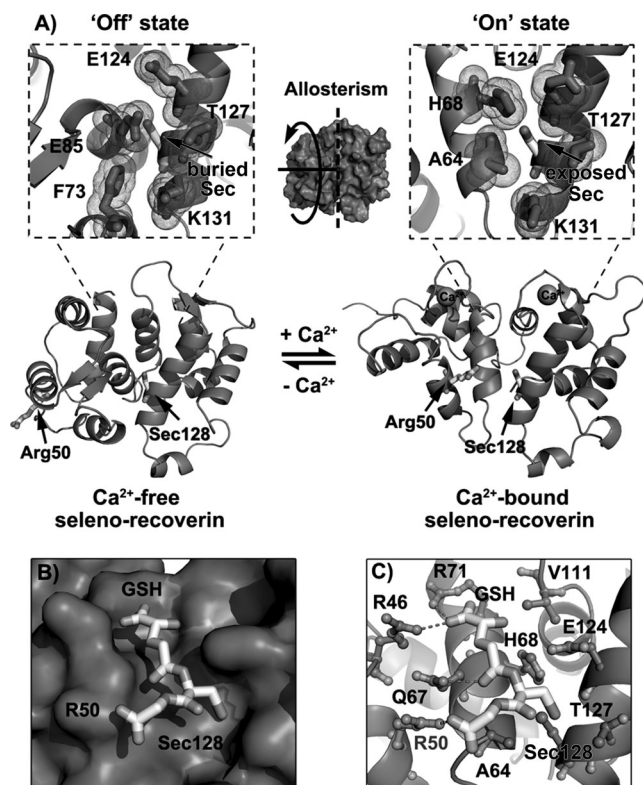 A)
'Off' state
'On' state
E124
T127
E85
buried
Sec
F73
K131
Allosterism
E124
H68
T127
A64
exposed
Sec
K131
Ca²⁺
Ca²⁺
+ Ca²⁺
- Ca²⁺
Arg50
Sec128
Arg50
Sec128
Ca²⁺-free
seleno-recoverin
Ca²⁺-bound
seleno-recoverin
B)
GSH
R50
Sec128
C)
R71
GSH
V111
R46
H68
E124
Q67
T127
R50
Sec128
A64